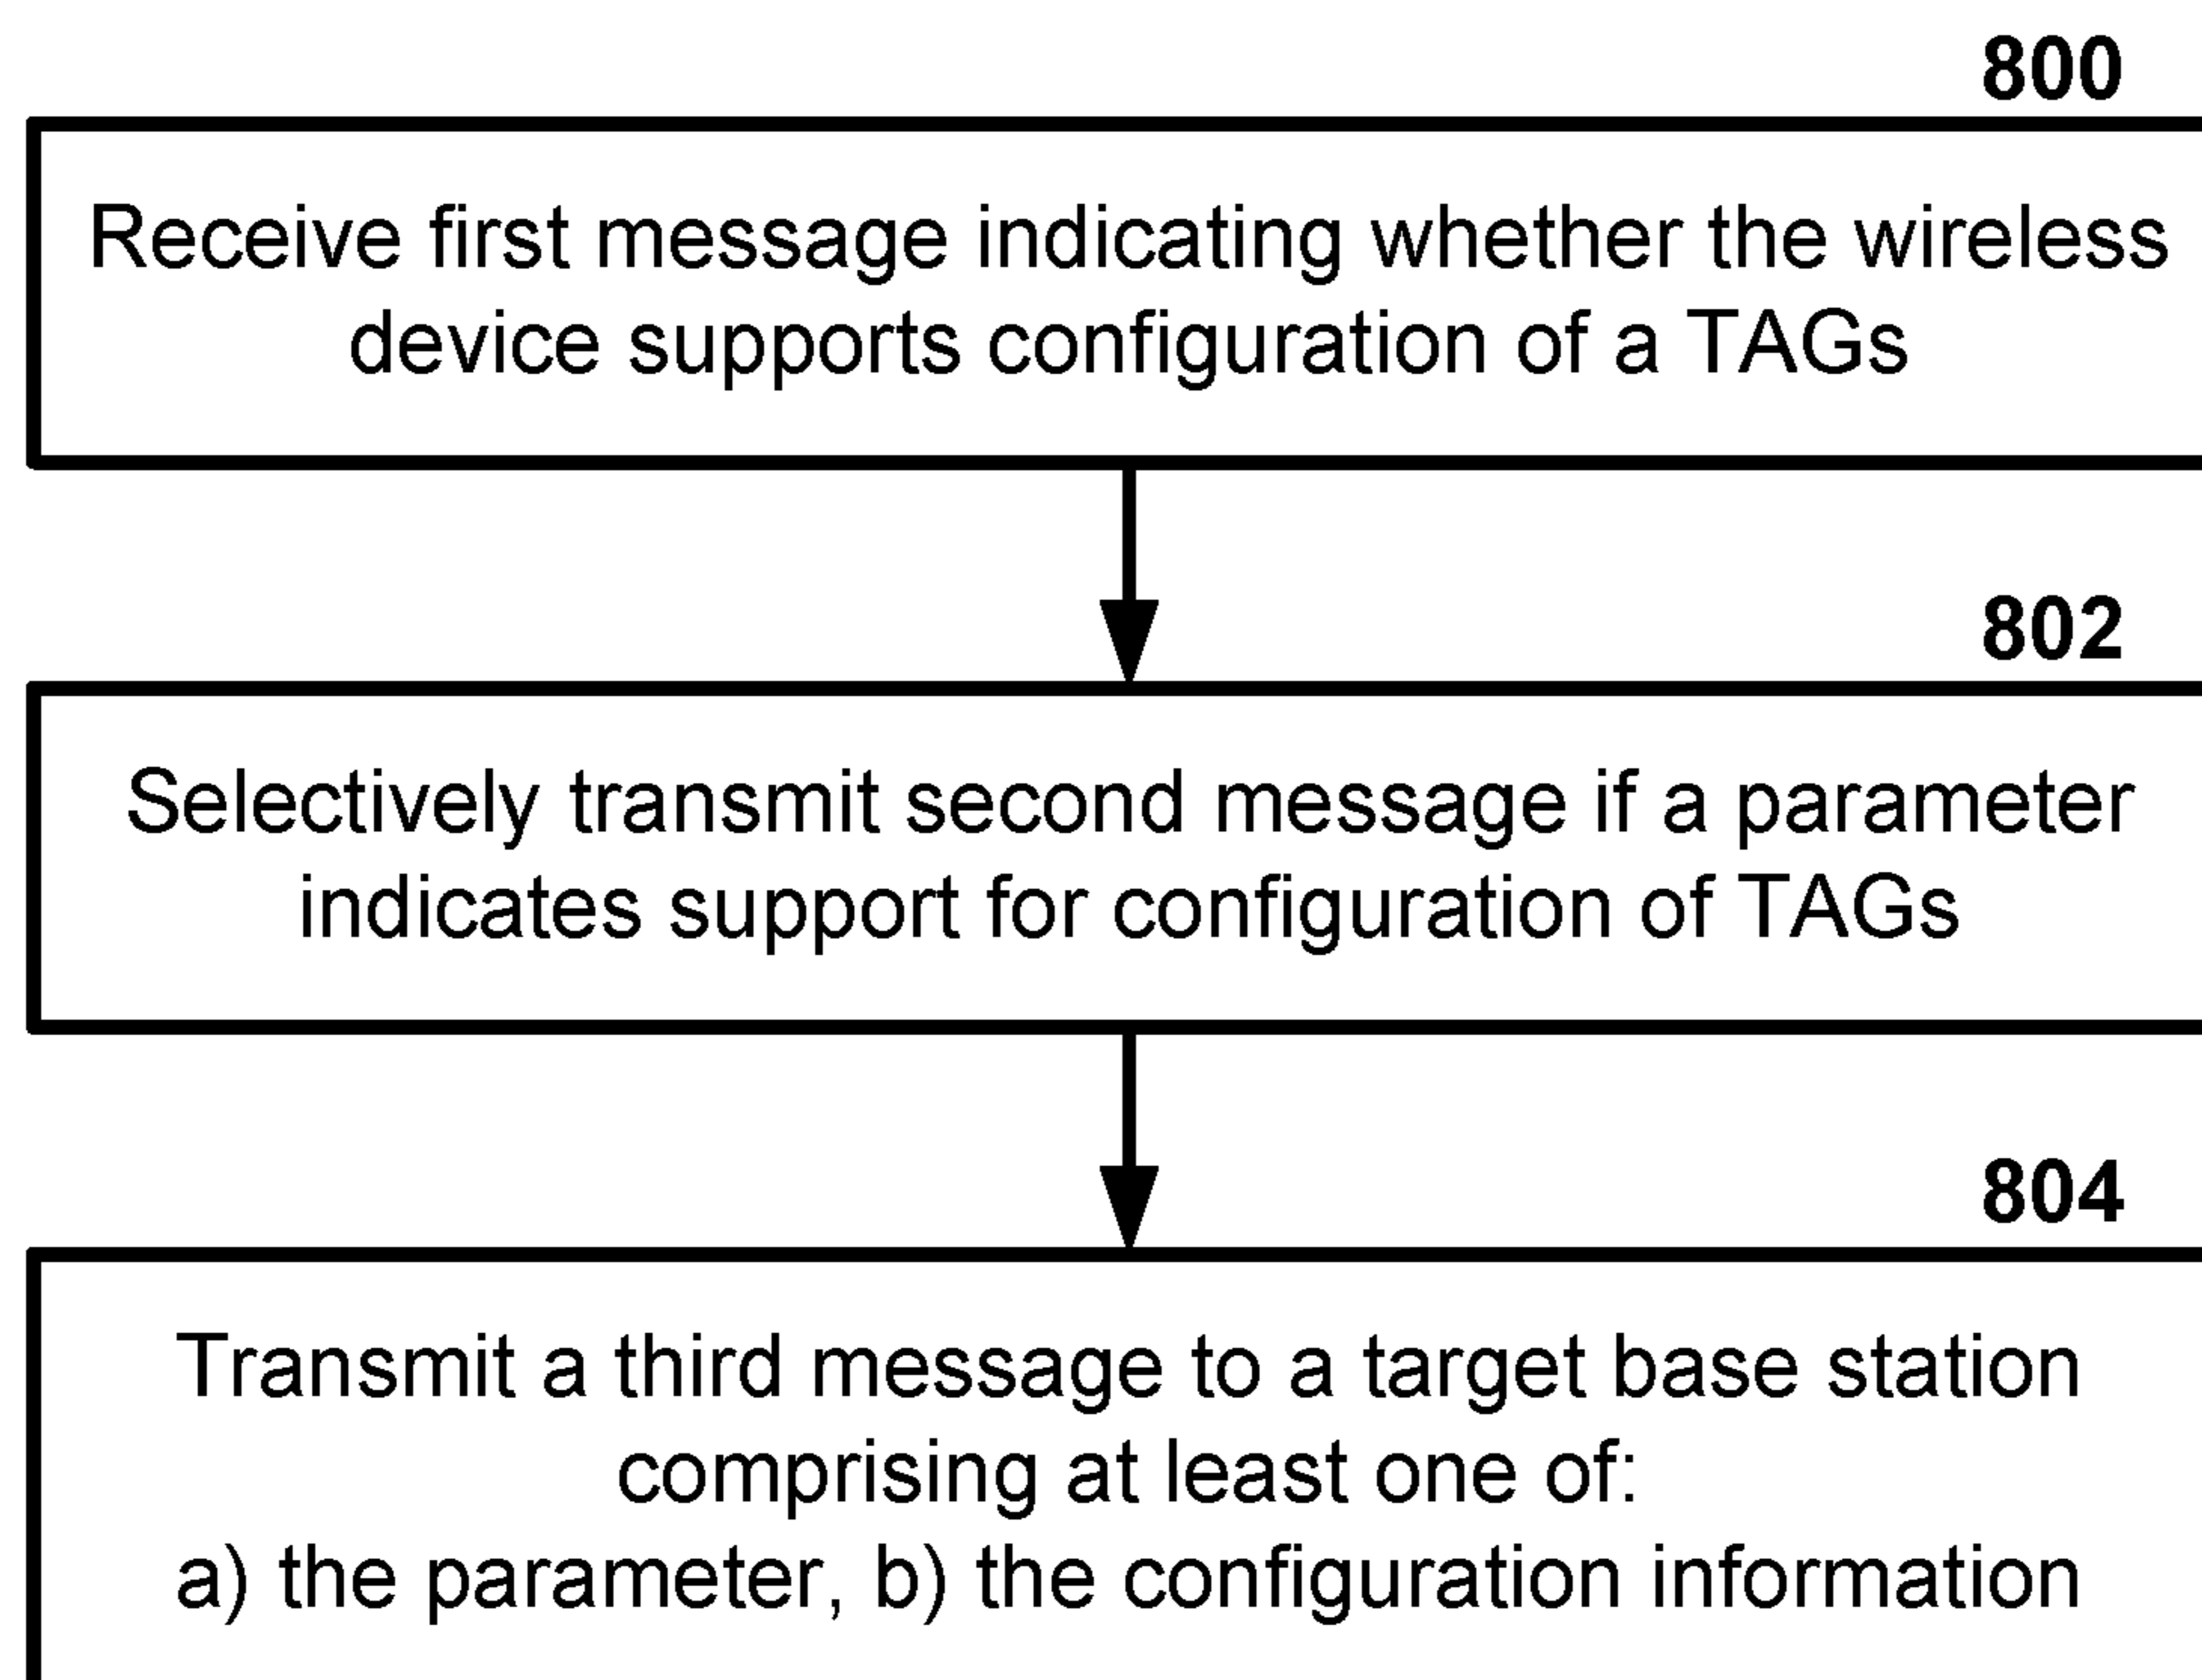 800
Receive first message indicating whether the wireless
device supports configuration of a TAGs
802
Selectively transmit second message if a parameter
indicates support for configuration of TAGs
804
Transmit a third message to a target base station
comprising at least one of:
a) the parameter, b) the configuration information